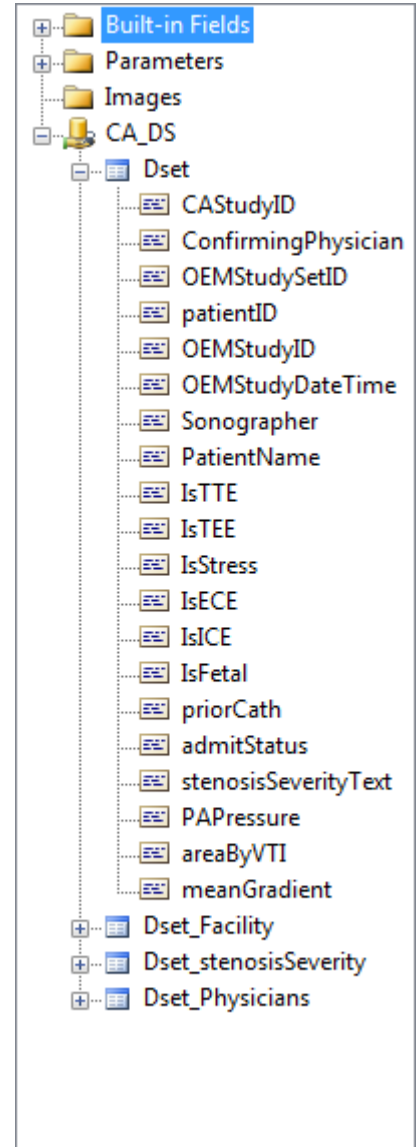 Built-in Fields
Parameters
Images
CA_DS
Dset
CAStudyID
ConfirmingPhysician
OEMStudySetID
patientID
OEMStudyID
OEMStudyDateTime
Sonographer
PatientName
IsTTE
IsTEE
IsStress
IsECE
IsICE
IsFetal
priorCath
admitStatus
stenosisSeverityText
PAPressure
areaByVTI
meanGradient
Dset_Facility
Dset_stenosisSeverity
Dset_Physicians